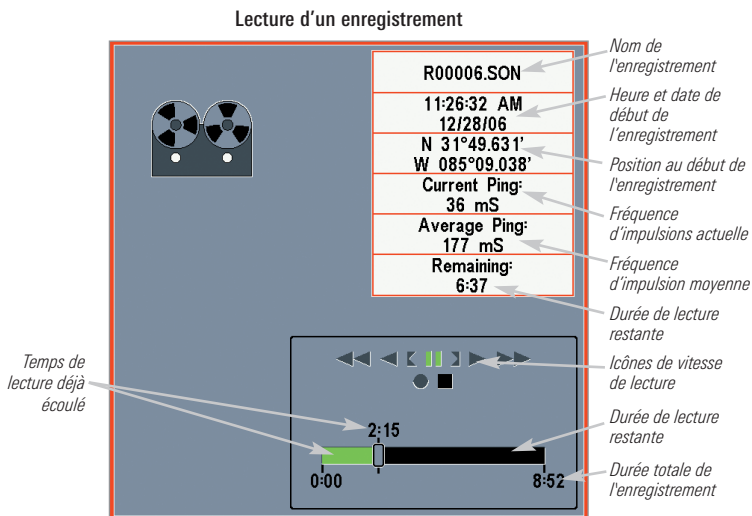 Lecture d'un enregistrement
R00006.SON
11:26:32 AM
12/28/06
N 31°49.631'
W 085°09.038'
Current Ping:
36 mS
Average Ping:
177 mS
Remaining:
6:37
Nom de
l'enregistrement
Heure et date de
début de
l’enregistrement
Position au début de
l'enregistrement
Fréquence
d’impulsions actuelle
Fréquence
d’impulsion moyenne
Durée de lecture
restante
Icônes de vitesse
de lecture
Temps de
lecture déjà
écoulé
2:15
0:00
8:52
Durée de lecture
restante
Durée totale de
l'enregistrement